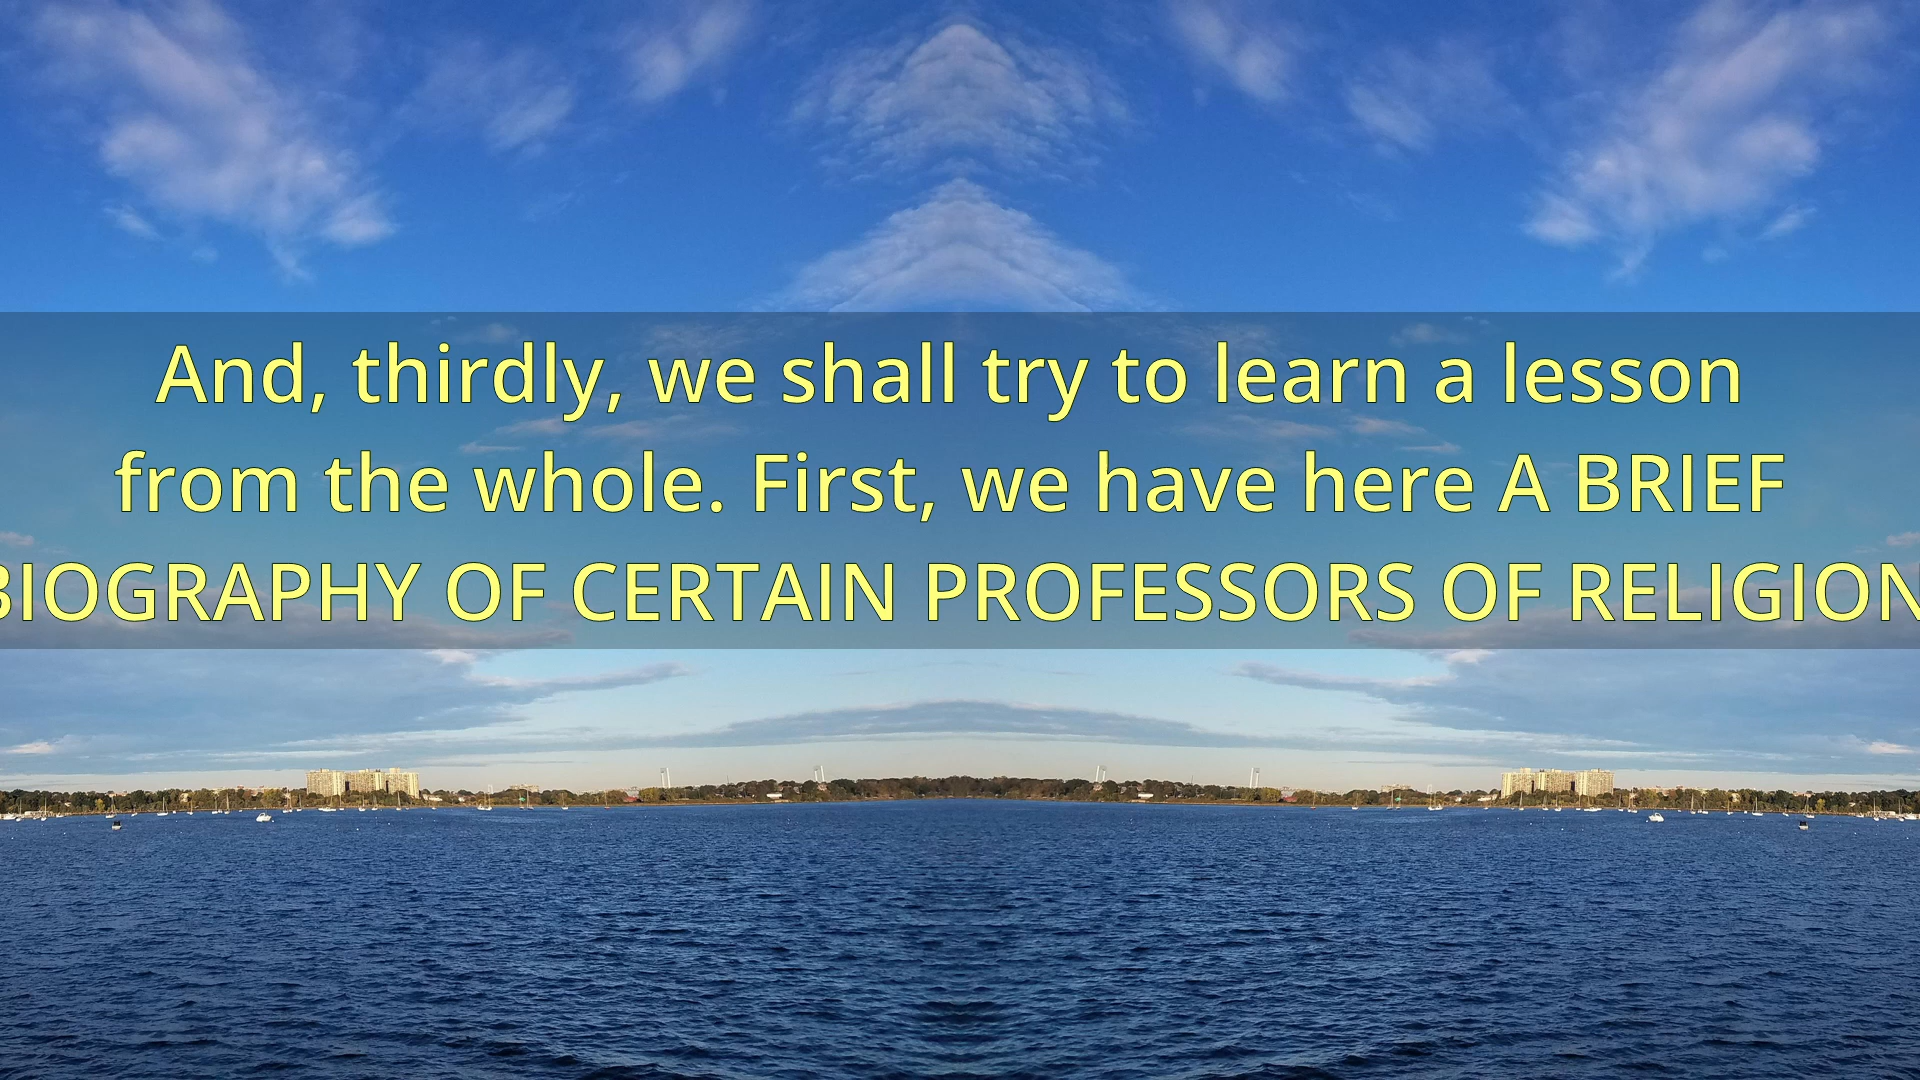 And, thirdly, we shall try to learn a lesson
from the whole. First, we have here A BRIEF
BIOGRAPHY OF CERTAIN PROFESSORS OF RELIGION